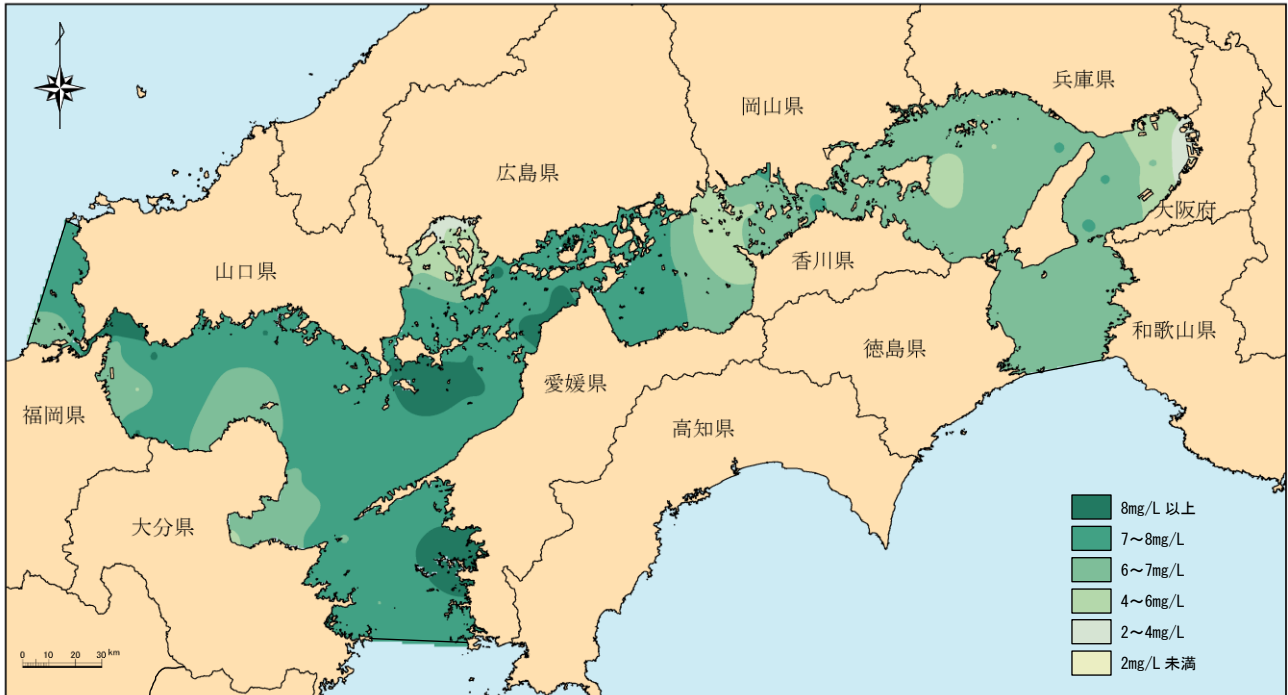 兵庫県
岡山県
広島県
大阪府
香川県
山口県
和歌山県
徳島県
愛媛県
福岡県
高知県
大分県
8mg/L 以上
7～8mg/L
6～7mg/L
4～6mg/L
2～4mg/L
2mg/L 未満
0 5 10 20 30 km